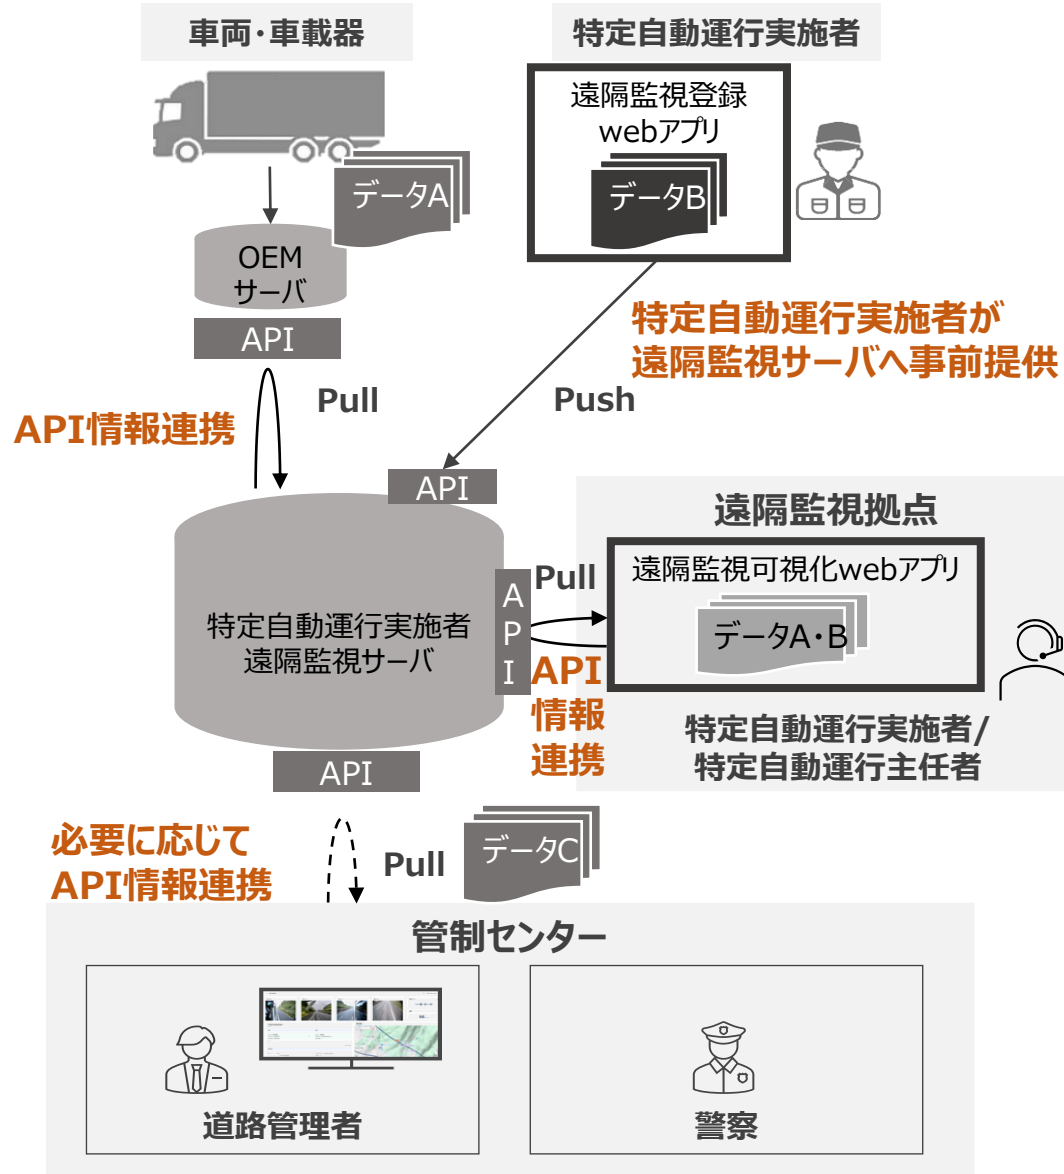 車両・車載器
特定自動運行実施者
遠隔監視登録
webアプリ
データA
データB
OEM
サーバ
API
特定自動運行実施者が
遠隔監視サーバへ事前提供
Pull
Push
API情報連携
API
遠隔監視拠点
Pull
遠隔監視可視化webアプリ
API
データA・B
特定自動運行実施者
遠隔監視サーバ
API
情報
連携
特定自動運行実施者/
特定自動運行主任者
API
必要に応じて
API情報連携
Pull
データC
管制センター
道路管理者
警察